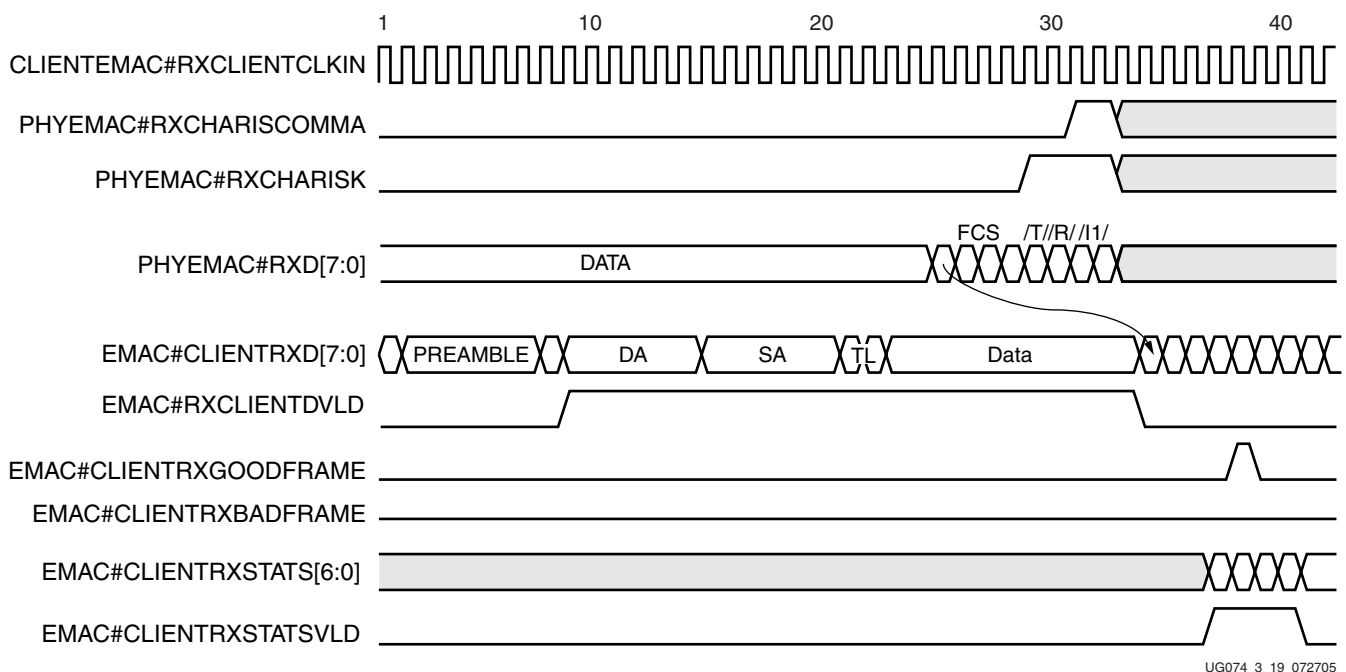 1 10 20 30 40
CLIENTEMAC#RXCLIENTCLKIN
PHYEMAC#RXCHARISCOMMA
PHYEMAC#RXCHARISK
FCS /T//R/ /I1/
PHYEMAC#RXD[7:0] DATA
EMAC#CLIENTRXD[7:0] PREAMBLE DA SA TL Data
EMAC#RXCLIENTDVLD
EMAC#CLIENTRXGOODFRAME
EMAC#CLIENTRXBADFRAME
EMAC#CLIENTRXSTATS[6:0]
EMAC#CLIENTRXSTATSVLD
UG074_3_19_072705